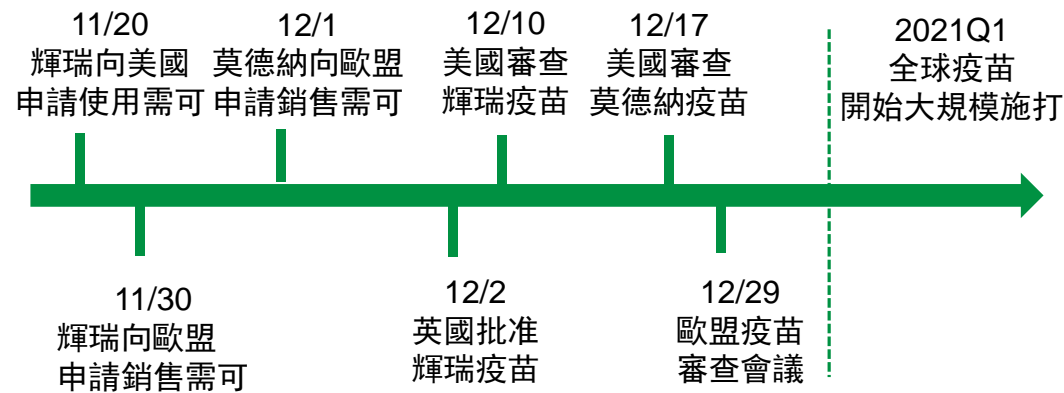 11/20
輝瑞向美國
申請使用需可
12/1
莫德納向歐盟
申請銷售需可
12/10
美國審查
輝瑞疫苗
12/17
美國審查
莫德納疫苗
2021Q1
全球疫苗
開始大規模施打
11/30
輝瑞向歐盟
申請銷售需可
12/2
英國批准
輝瑞疫苗
12/29
歐盟疫苗
審查會議